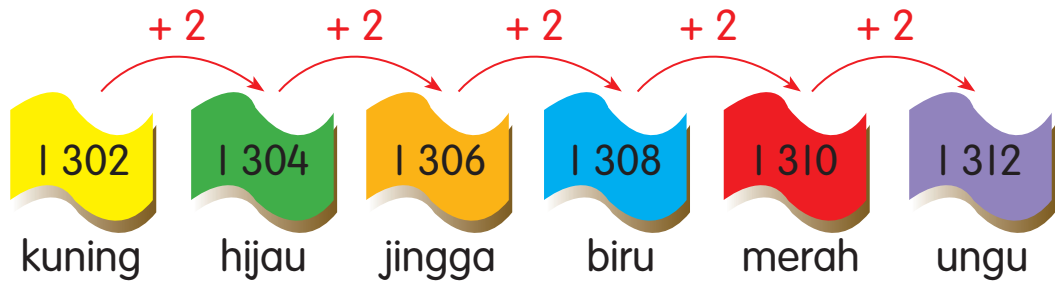 + 2 + 2 + 2 + 2 + 2
1 302 1 304 1 306 1 308 1 310 1 312
kuning hijau jingga biru merah ungu